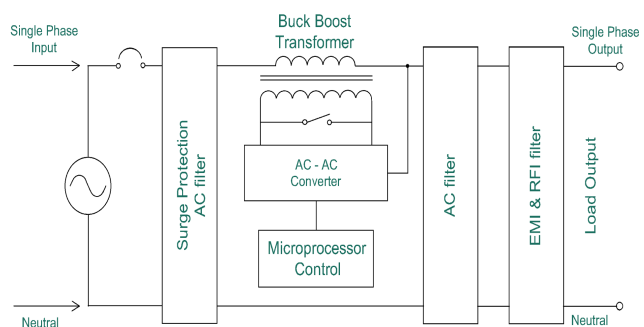 Single Phase
Input
Buck Boost
Transformer
Single Phase
Output
Surge Protection
AC filter
AC - AC
Converter
Microprocessor
Control
AC filter
EMI & RFI filter
Load Output
Neutral
Neutral